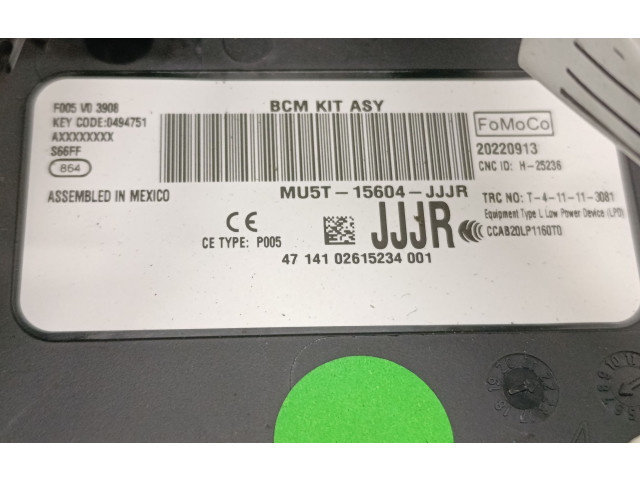 F005 V0 3908
KEY CODE:0494751
AXXXXXXXX
S66FF
864
ASSEMBLED IN MEXICO
BCM KIT ASY
MU5T-15604-JJJR
CE
CE TYPE: P005
JJJR
47 141 02615234 001
FoMoCo
20220913
CNC ID: H-25236
TRC NO: T-4-11-11-3081
Equipment Type L Low Power Device (LPD)
CCAB20LP1160T0